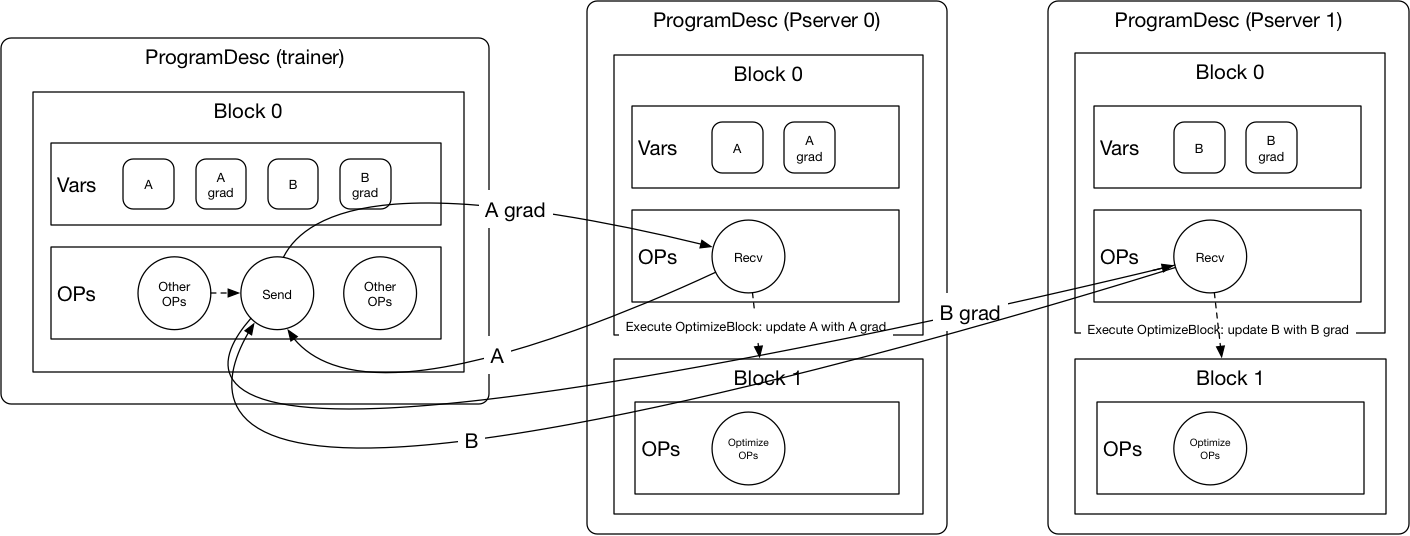 ProgramDesc (trainer)
Block 0
Vars
A
A
grad
B
B
grad
OPs
Other
OPs
Send
Other
OPs
A grad
A
B
B grad
ProgramDesc (Pserver 0)
Block 0
Vars
A
A
grad
OPs
Recv
Execute OptimizeBlock: update A with A grad
Block 1
OPs
Optimize
OPs
ProgramDesc (Pserver 1)
Block 0
Vars
B
B
grad
OPs
Recv
Execute OptimizeBlock: update B with B grad
Block 1
OPs
Optimize
OPs